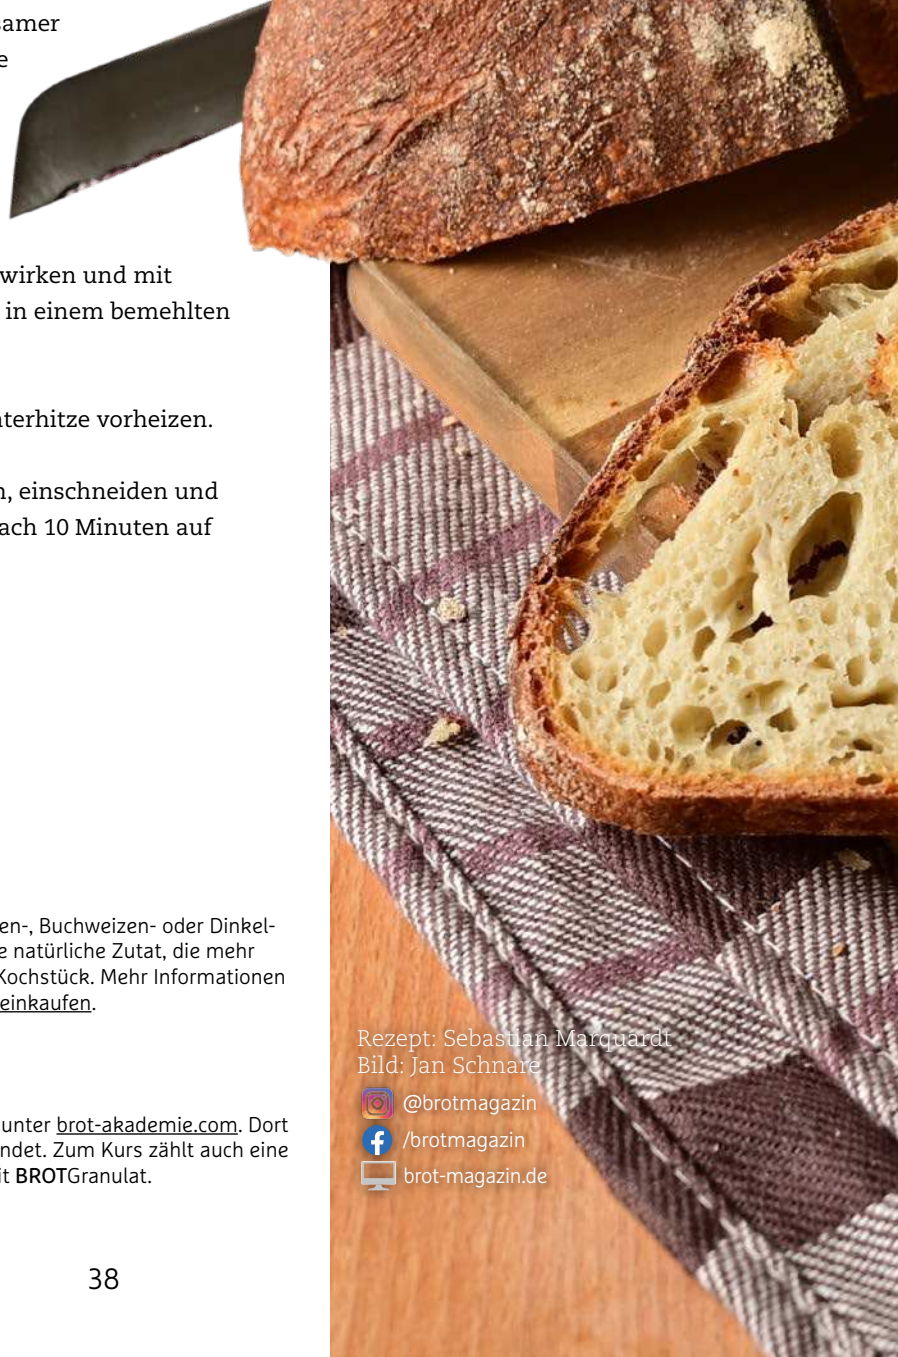 samer
e
wirken und mit
in einem bemehlten
nterhitze vorheizen.
n, einschneiden und
ach 10 Minuten auf
en-, Buchweizen- oder Dinkel-
e natürliche Zutat, die mehr
Kochstück. Mehr Informationen
einkaufen.
unter brot-akademie.com. Dort
ndet. Zum Kurs zählt auch eine
it BROTGranulat.
38
Rezept: Sebastian Marquardt
Bild: Jan Schnare
@brotmagazin
/brotmagazin
brot-magazin.de